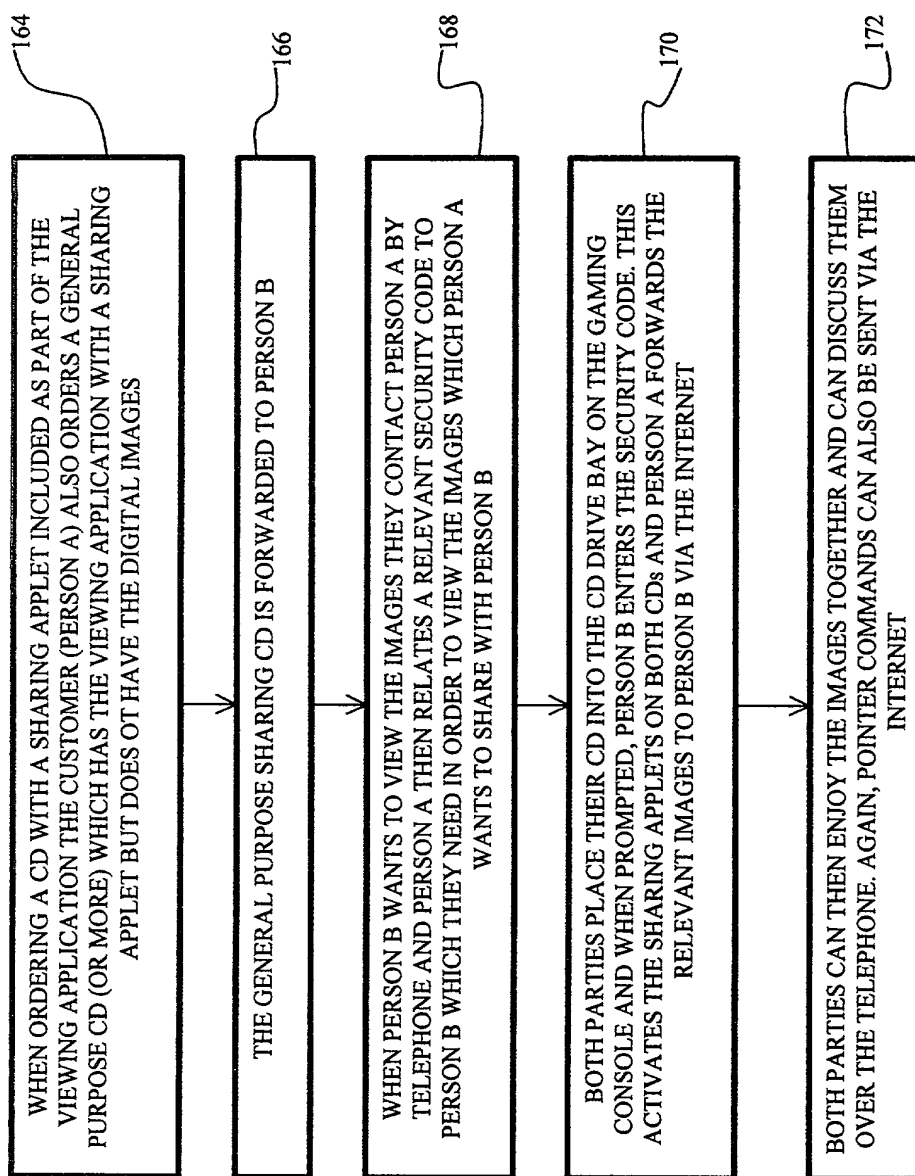 WHEN ORDERING A CD WITH A SHARING APPLET INCLUDED AS PART OF THE
VIEWING APPLICATION THE CUSTOMER (PERSON A) ALSO ORDERS A GENERAL
PURPOSE CD (OR MORE) WHICH HAS THE VIEWING APPLICATION WITH A SHARING
APPLET BUT DOES OT HAVE THE DIGITAL IMAGES
164
THE GENERAL PURPOSE SHARING CD IS FORWARDED TO PERSON B
166
WHEN PERSON B WANTS TO VIEW THE IMAGES THEY CONTACT PERSON A BY
TELEPHONE AND PERSON A THEN RELATES A RELEVANT SECURITY CODE TO
PERSON B WHICH THEY NEED IN ORDER TO VIEW THE IMAGES WHICH PERSON A
WANTS TO SHARE WITH PERSON B
168
BOTH PARTIES PLACE THEIR CD INTO THE CD DRIVE BAY ON THE GAMING
CONSOLE AND WHEN PROMPTED, PERSON B ENTERS THE SECURITY CODE. THIS
ACTIVATES THE SHARING APPLETS ON BOTH CDs AND PERSON A FORWARDS THE
RELEVANT IMAGES TO PERSON B VIA THE INTERNET
170
BOTH PARTIES CAN THEN ENJOY THE IMAGES TOGETHER AND CAN DISCUSS THEM
OVER THE TELEPHONE. AGAIN, POINTER COMMANDS CAN ALSO BE SENT VIA THE
INTERNET
172